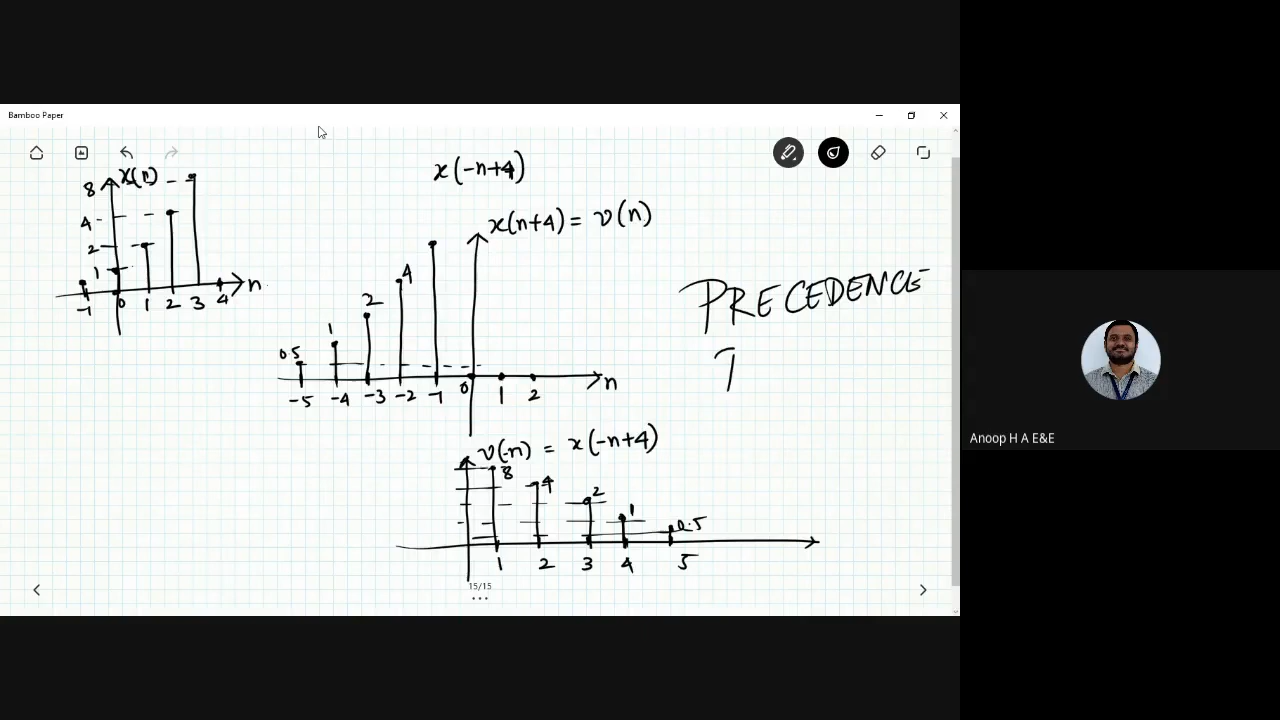 Bamboo Paper
x(-n+4)
8 x(n)
4
2
1
-1 0 1 2 3 4 n
x(n+4) = v(n)
4
2
1
0.5
-5 -4 -3 -2 -1 0 1 2 n
PRECEDENCE
T
v(-n) = x(-n+4)
8
4
2
1
0.5
1 2 3 4 5
15/15
Anoop H A E&E